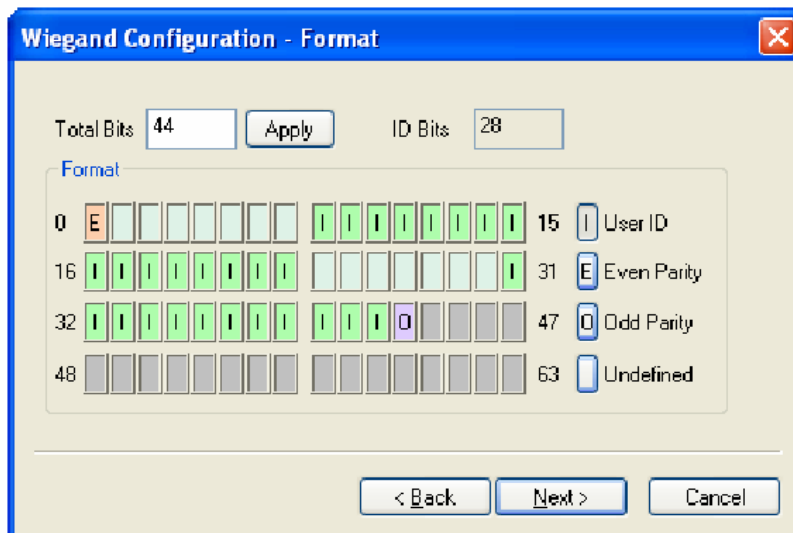 Wiegand Configuration - Format
Total Bits 44 Apply ID Bits 28
Format
0 E I I I I I I I I 15 I User ID
16 I I I I I I I I I 31 E Even Parity
32 I I I I I I I I I I I O 47 O Odd Parity
48 63 Undefined
< Back Next > Cancel